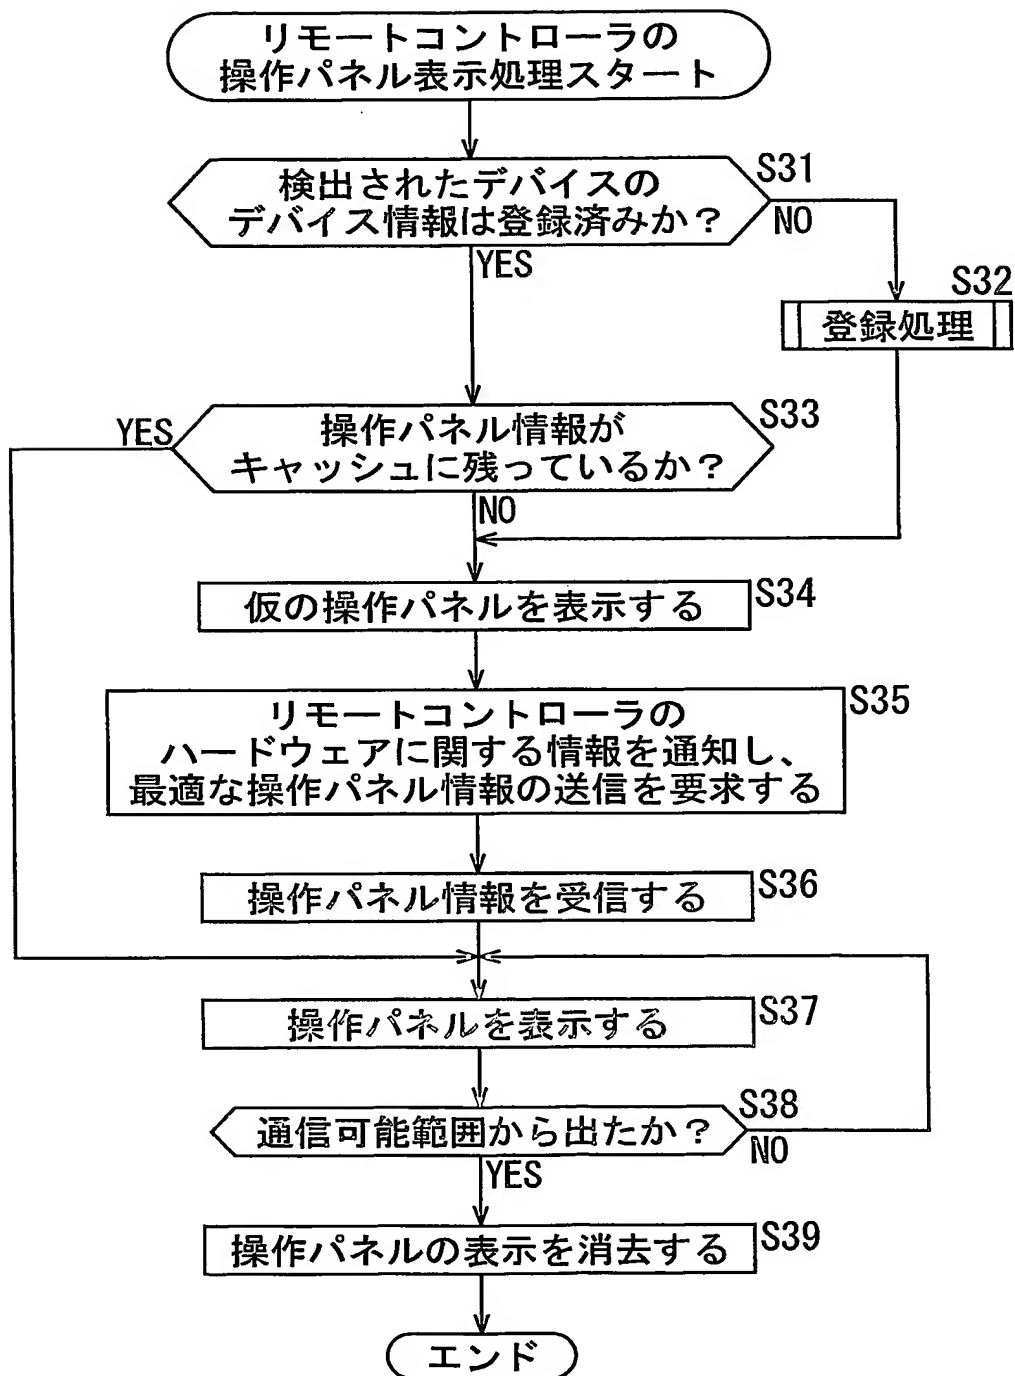 リモートコントローラの
操作パネル表示処理スタート
検出されたデバイスの
デバイス情報は登録済みか？
S31
NO
YES
S32
登録処理
操作パネル情報が
キャッシュに残っているか？
S33
YES
NO
仮の操作パネルを表示する
S34
リモートコントローラの
ハードウェアに関する情報を通知し、
最適な操作パネル情報の送信を要求する
S35
操作パネル情報を受信する
S36
操作パネルを表示する
S37
通信可能範囲から出たか？
S38
NO
YES
操作パネルの表示を消去する
S39
エンド